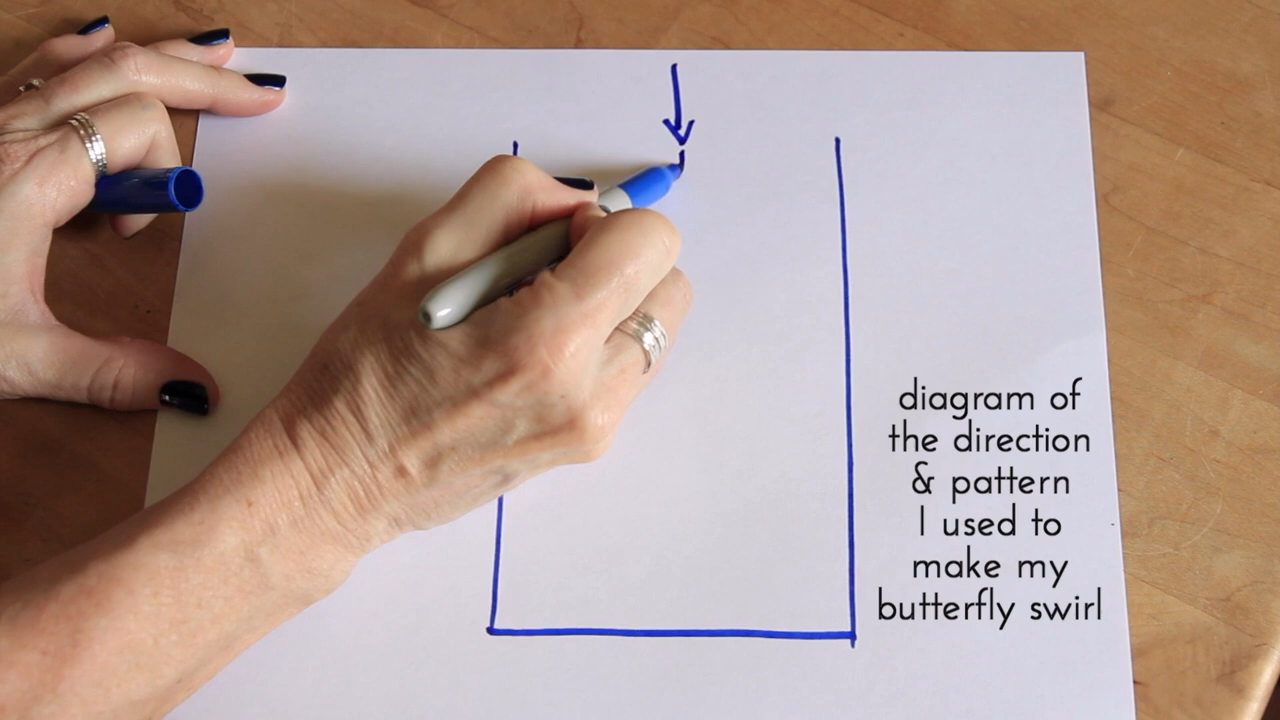 diagram of
the direction
& pattern
I used to
make my
butterfly swirl